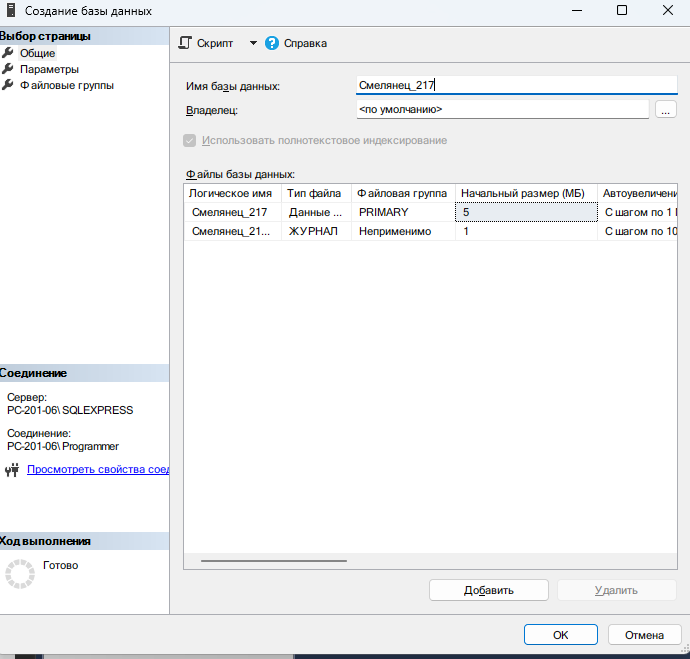 Создание базы данных
Выбор страницы
Общие
Параметры
Файловые группы
Скрипт
Справка
Имя базы данных: Смелянец_217
Владелец: <по умолчанию> ...
Использовать полнотекстовое индексирование
Файлы базы данных:
Логическое имя Тип файла Файловая группа Начальный размер (МБ) Автоувеличени
Смелянец_217 Данные ... PRIMARY 5 С шагом по 1
Смелянец_21... ЖУРНАЛ Неприменимо 1 С шагом по 10
Соединение
Сервер:
PC-201-06\SQLEXPRESS
Соединение:
PC-201-06\Programmer
Просмотреть свойства соед
Ход выполнения
Готово
Добавить Удалить
OK Отмена